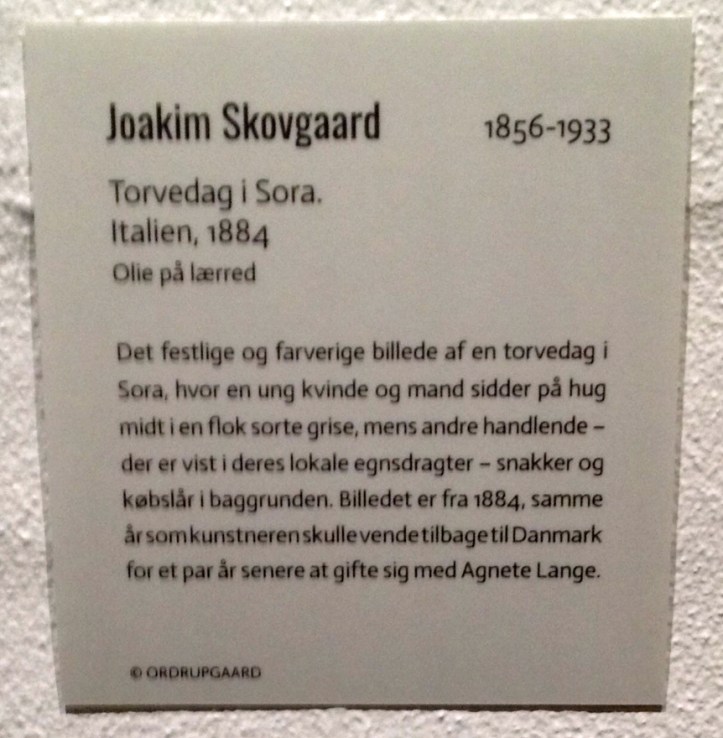 Joakim Skovgaard 1856-1933
Torvedag i Sora.
Italien, 1884
Olie på lærred
Det festlige og farverige billede af en torvedag i
Sora, hvor en ung kvinde og mand sidder på hug
midt i en flok sorte grise, mens andre handlende –
der er vist i deres lokale egnsdragter – snakker og
købslår i baggrunden. Billedet er fra 1884, samme
år som kunstneren skulle vende tilbage til Danmark
for et par år senere at gifte sig med Agnete Lange.
© ORDRUPGAARD